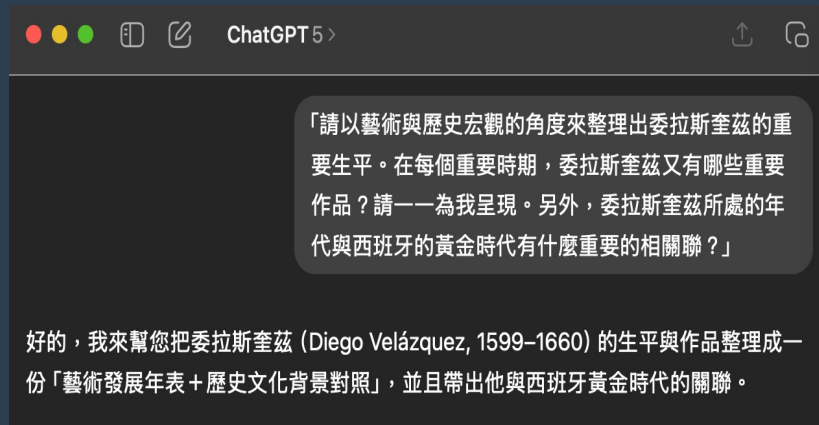 ChatGPT 5 >
「請以藝術與歷史宏觀的角度來整理出委拉斯奎茲的重
要生平。在每個重要時期，委拉斯奎茲又有哪些重要
作品？請一一為我呈現。另外，委拉斯奎茲所處的年
代與西班牙的黃金時代有什麼重要的相關聯？」
好的，我來幫您把委拉斯奎茲（Diego Velázquez, 1599–1660）的生平與作品整理成一
份「藝術發展年表＋歷史文化背景對照」，並且帶出他與西班牙黃金時代的關聯。